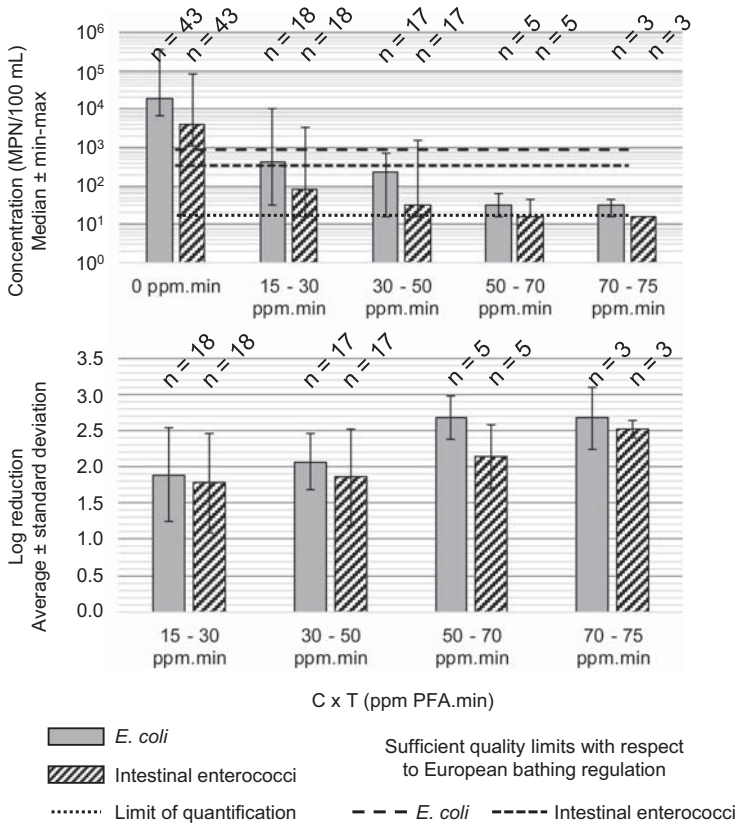 n = 43 n = 43 n = 18 n = 18 n = 17 n = 17 n = 5 n = 5 n = 3 n = 3
Concentration (MPN/100 mL)
Median ± min-max
10⁶
10⁵
10⁴
10³
10²
10¹
10⁰
0 ppm.min 15 - 30 30 - 50 50 - 70 70 - 75
ppm.min ppm.min ppm.min ppm.min
n = 18 n = 18 n = 17 n = 17 n = 5 n = 5 n = 3 n = 3
Log reduction
Average ± standard deviation
3.5
3.0
2.5
2.0
1.5
1.0
0.5
0.0
15 - 30 30 - 50 50 - 70 70 - 75
ppm.min ppm.min ppm.min ppm.min
C x T (ppm PFA.min)
E. coli
Intestinal enterococci
Sufficient quality limits with respect
to European bathing regulation
Limit of quantification E. coli Intestinal enterococci